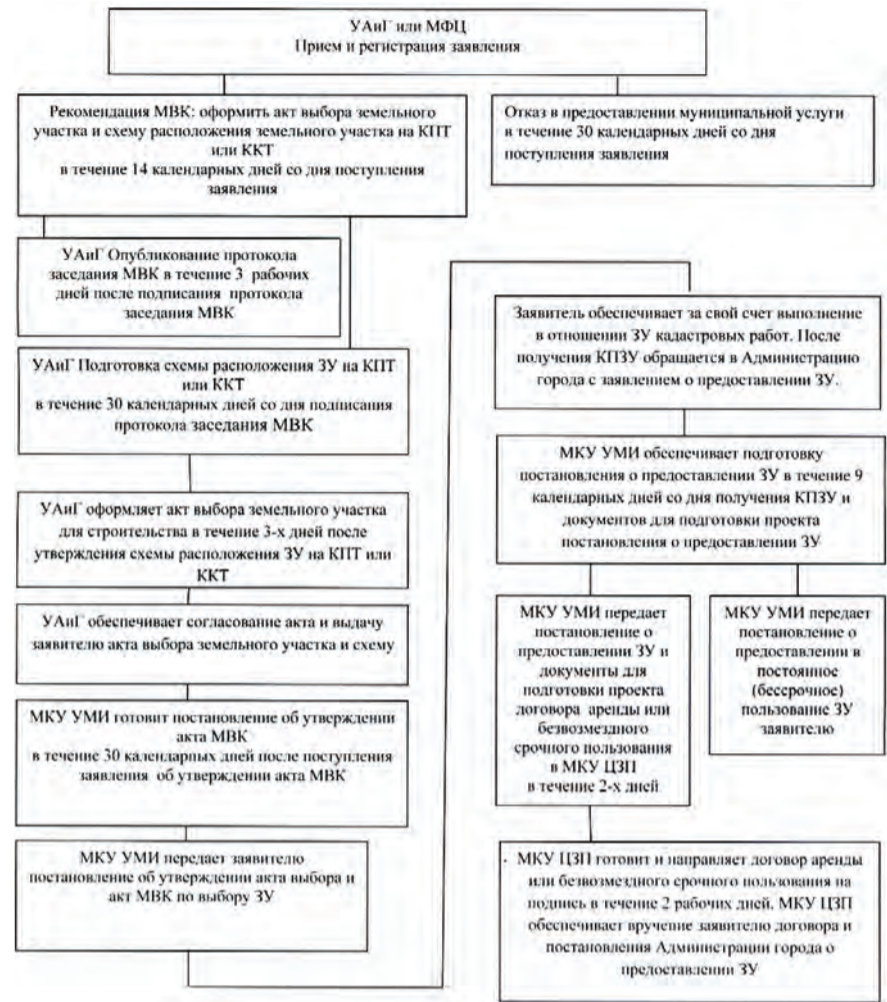 УАиГ или МФЦ
Прием и регистрация заявления
Рекомендация МВК: оформить акт выбора земельного
участка и схему расположения земельного участка на КПТ
или ККТ
в течение 14 календарных дней со дня поступления
заявления
Отказ в предоставлении муниципальной услуги
в течение 30 календарных дней со дня
поступления заявления
УАиГ Опубликование протокола
заседания МВК в течение 3 рабочих
дней после подписания протокола
заседания МВК
УАиГ Подготовка схемы расположения ЗУ на КПТ
или ККТ
в течение 30 календарных дней со дня подписания
протокола заседания МВК
УАиГ оформляет акт выбора земельного участка
для строительства в течение 3-х дней после
утверждения схемы расположения ЗУ на КПТ или
ККТ
УАиГ обеспечивает согласование акта и выдачу
заявителю акта выбора земельного участка и схему
МКУ УМИ готовит постановление об утверждении
акта МВК
в течение 30 календарных дней после поступления
заявления об утверждении акта МВК
МКУ УМИ передает заявителю
постановление об утверждении акта выбора и
акт МВК по выбору ЗУ
Заявитель обеспечивает за свой счет выполнение
в отношении ЗУ кадастровых работ. После
получения КПЗУ обращается в Администрацию
города с заявлением о предоставлении ЗУ.
МКУ УМИ обеспечивает подготовку
постановления о предоставлении ЗУ в течение 9
календарных дней со дня получения КПЗУ и
документов для подготовки проекта
постановления о предоставлении ЗУ
МКУ УМИ передает
постановление о
предоставлении ЗУ и
документы для
подготовки проекта
договора аренды или
безвозмездного
срочного пользования
в МКУ ЦЗП
в течение 2-х дней
МКУ УМИ передает
постановление о
предоставлении в
постоянное
(бессрочное)
пользование ЗУ
заявителю
МКУ ЦЗП готовит и направляет договор аренды
или безвозмездного срочного пользования на
подпись в течение 2 рабочих дней. МКУ ЦЗП
обеспечивает вручение заявителю договора и
постановления Администрации города о
предоставлении ЗУ